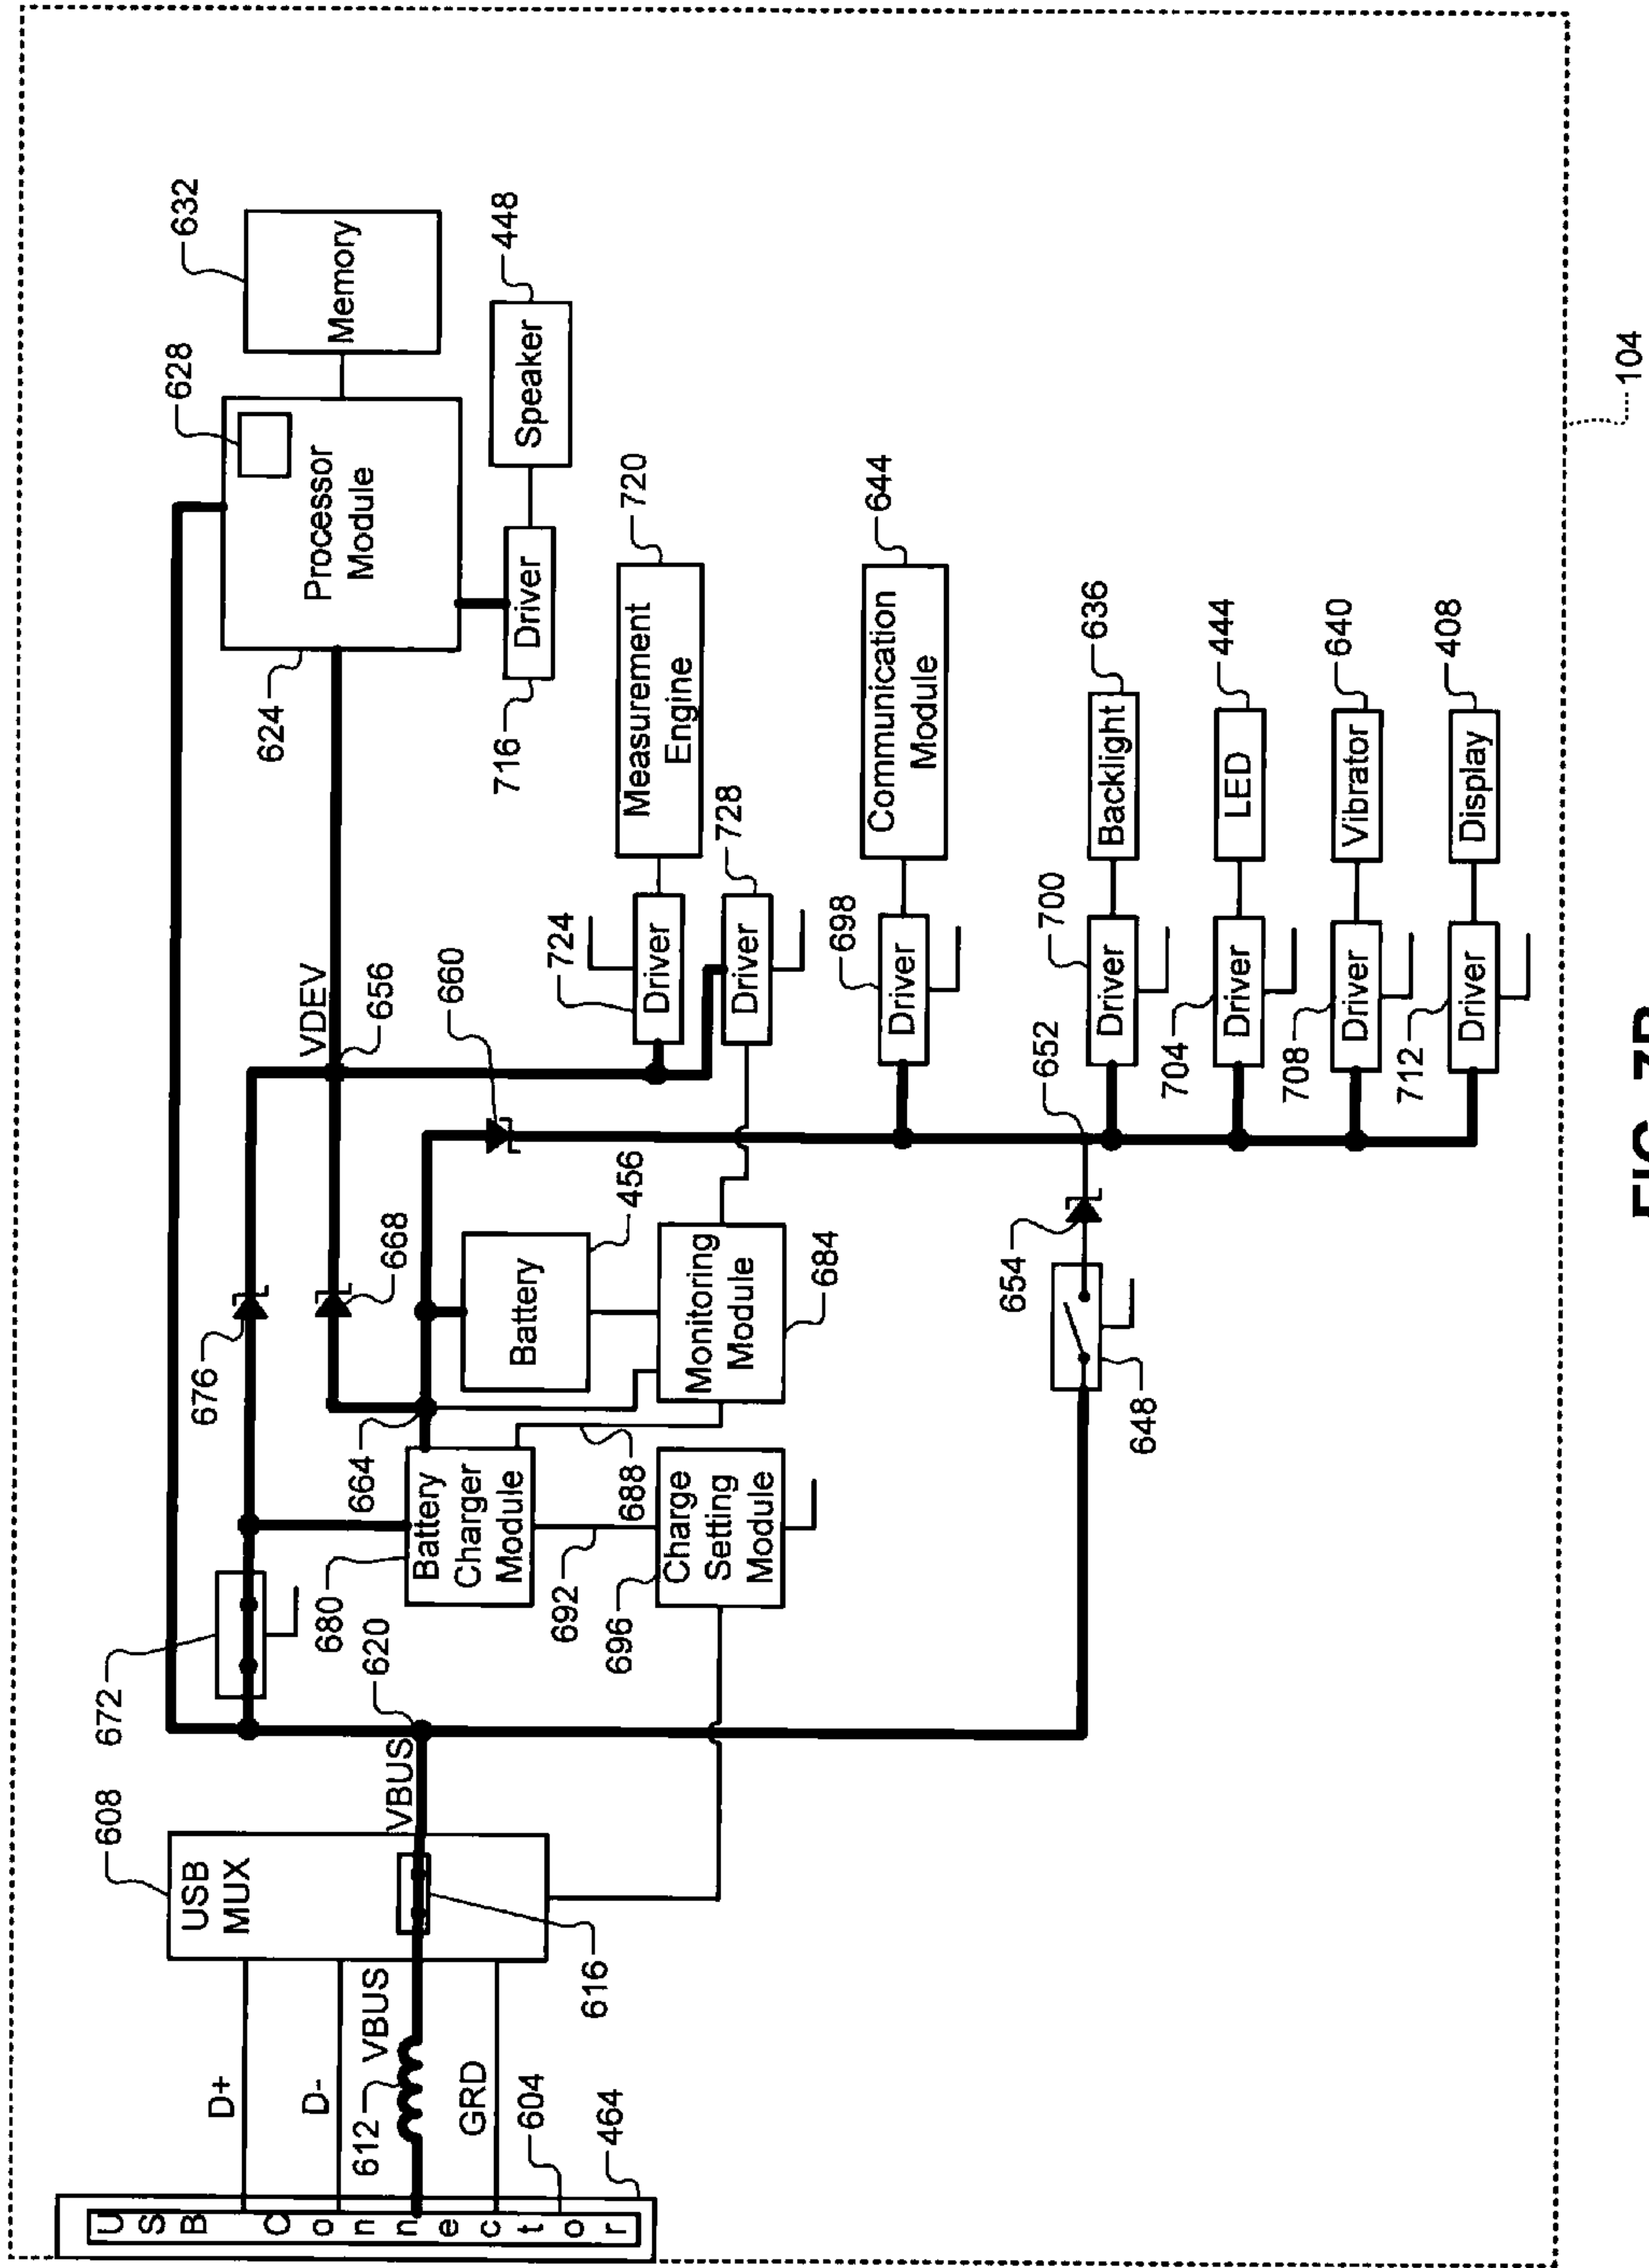 632
628
Memory
Processor
Module
448
Speaker
624
Driver
716
VDEV
656
676
668
660
720
Measurement
Engine
724
Driver
728
Driver
672
664
Battery
456
680
Battery
Charger
Module
688
Monitoring
Module
684
692
Charge
Setting
Module
696
644
Communication
Module
698
Driver
608
USB
MUX
VBUS
620
616
D+
D-
612
VBUS
GRD
604
464
USB Connector
652
654
648
700
Driver
Backlight
636
704
Driver
LED
444
708
Driver
Vibrator
640
712
Driver
Display
408
104